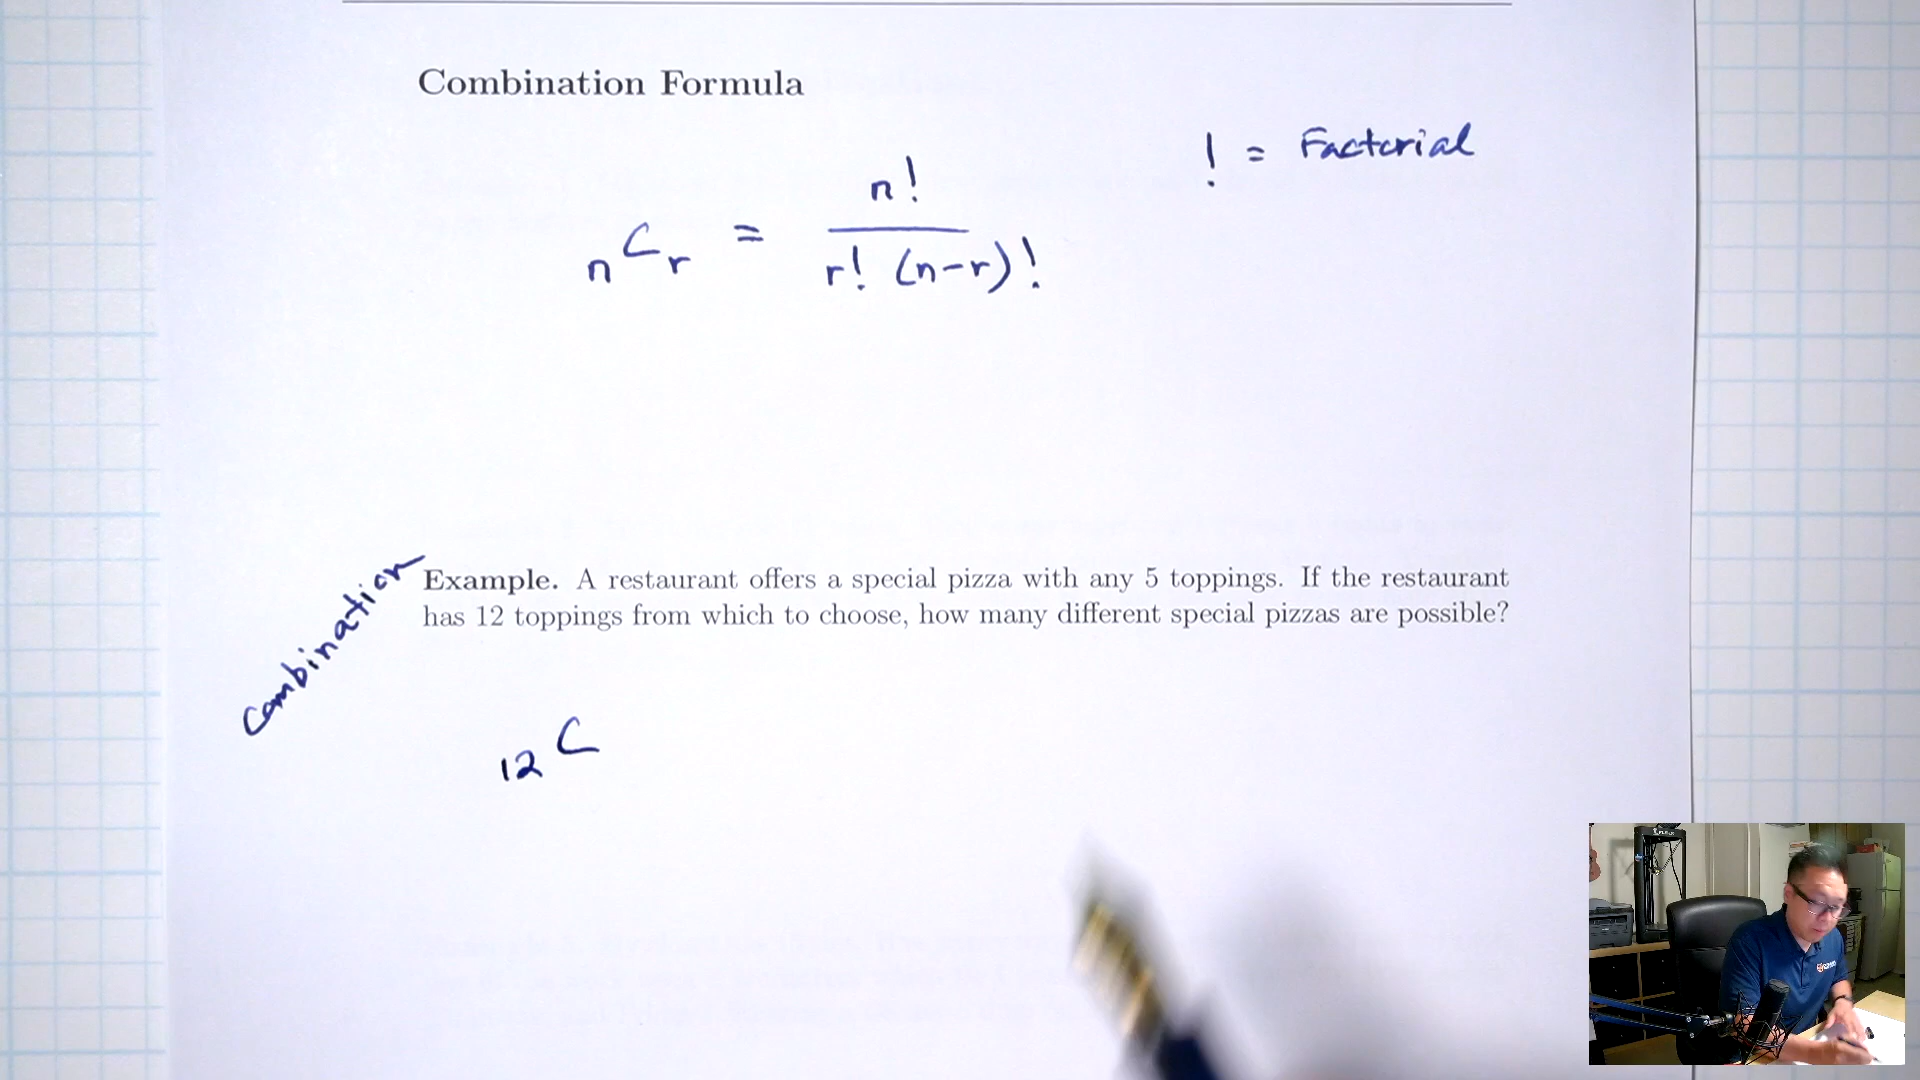 Combination Formula
! = Factorial
nCr = n! / r! (n-r)!
Combination
Example. A restaurant offers a special pizza with any 5 toppings. If the restaurant
has 12 toppings from which to choose, how many different special pizzas are possible?
12 C